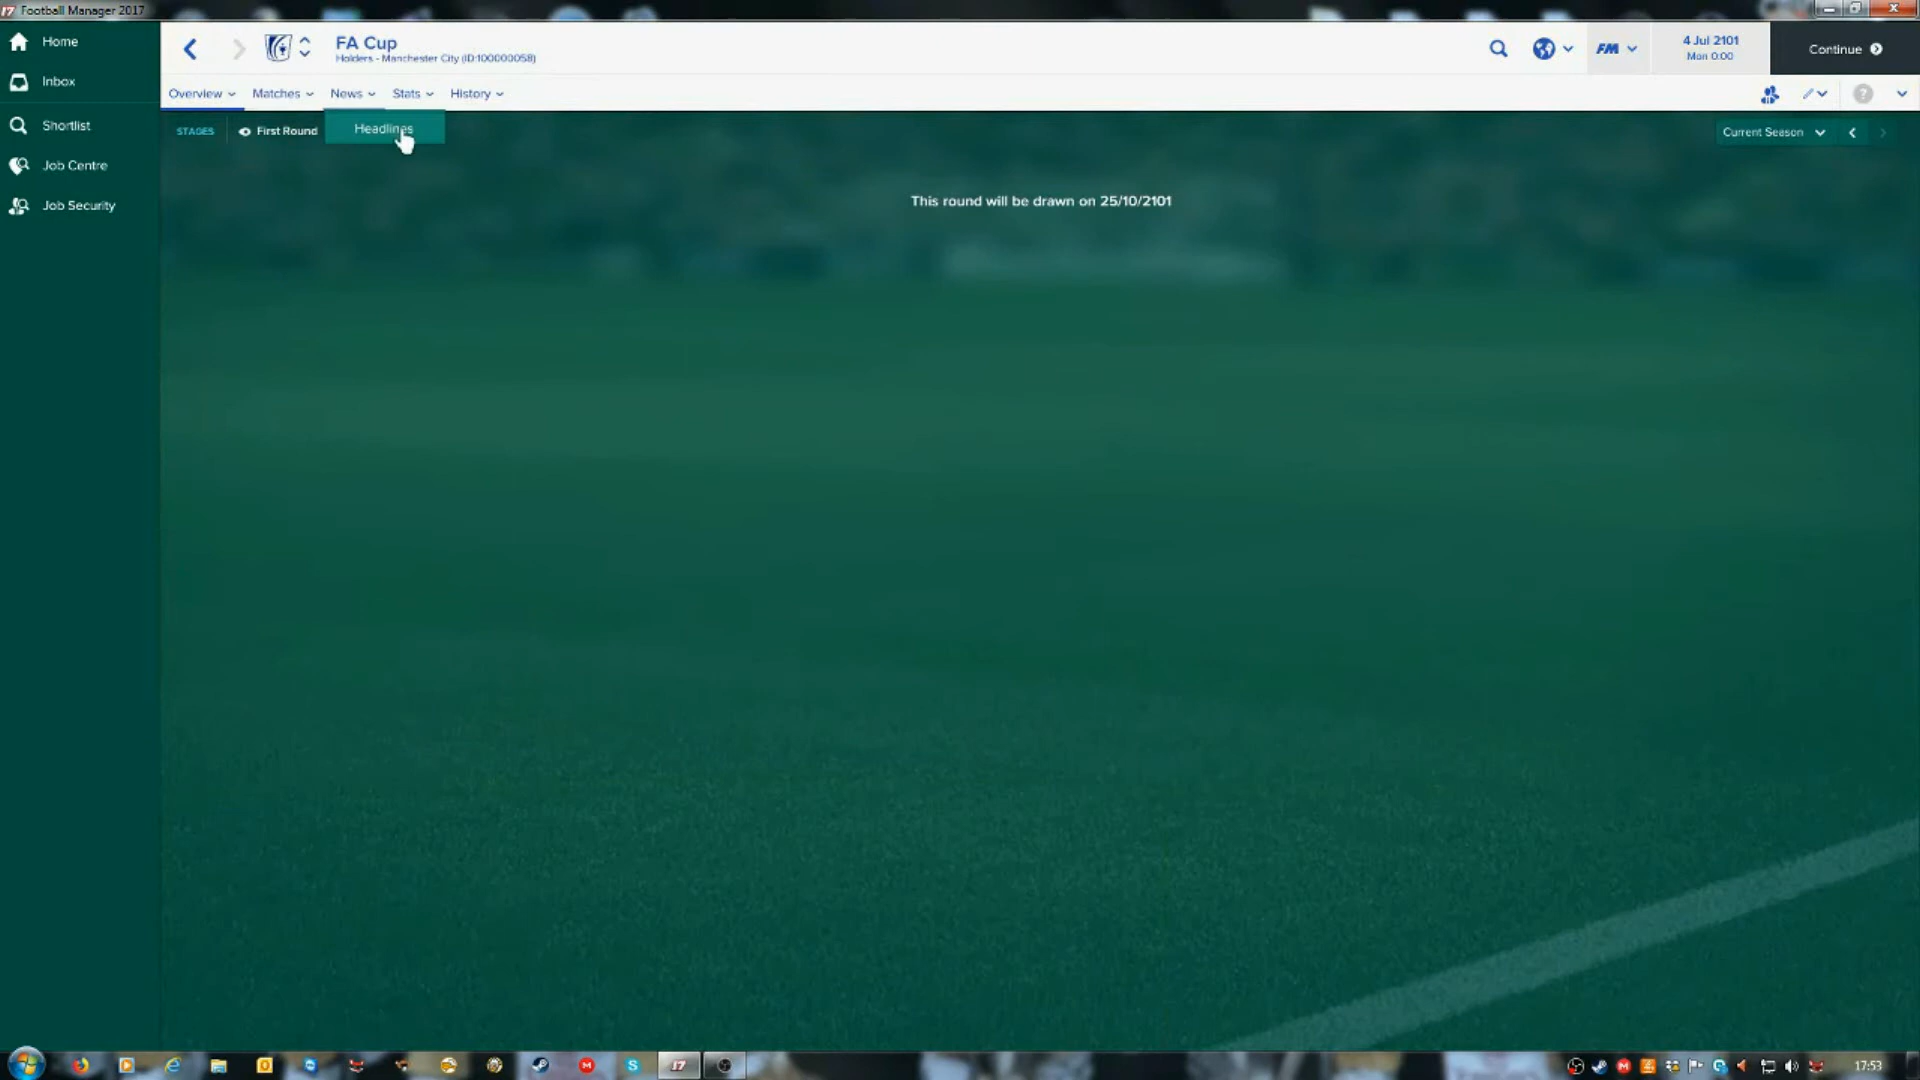 Football Manager 2017
Home
Inbox
Shortlist
Job Centre
Job Security
FA Cup
Holders - Manchester City (ID:100000058)
FM
4 Jul 2101
Mon 0:00
Continue
Overview
Matches
News
Stats
History
STAGES
First Round
Headlines
Current Season
This round will be drawn on 25/10/2101
17:53